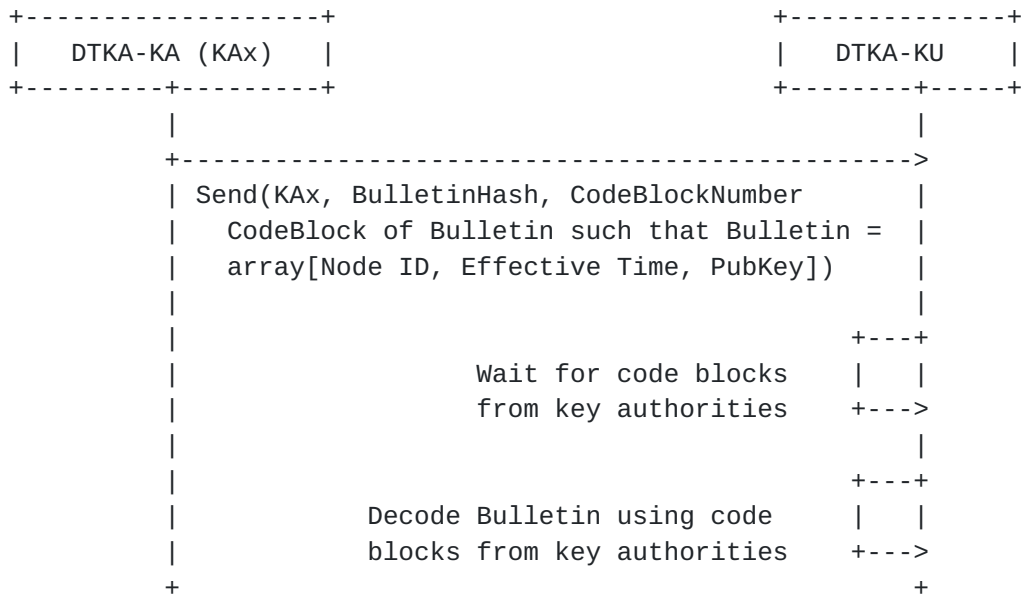 DTKA-KA (KAx) DTKA-KU
Send(KAx, BulletinHash, CodeBlockNumber
CodeBlock of Bulletin such that Bulletin =
array[Node ID, Effective Time, PubKey])
Wait for code blocks
from key authorities
Decode Bulletin using code
blocks from key authorities